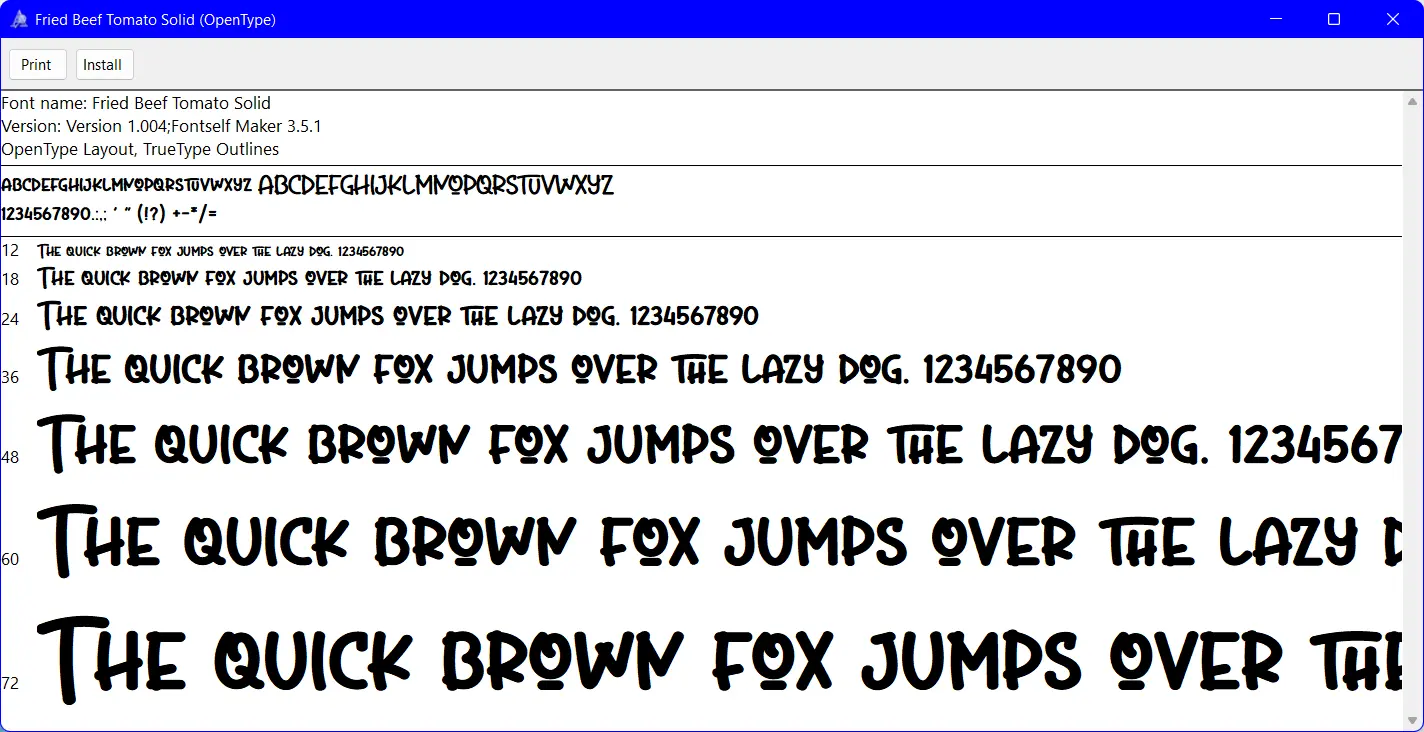 Fried Beef Tomato Solid (OpenType)
Print Install
Font name: Fried Beef Tomato Solid
Version: Version 1.004;Fontself Maker 3.5.1
OpenType Layout, TrueType Outlines
ABCDEFGHIJKLMNOPQRSTUVWXYZ ABCDEFGHIJKLMNOPQRSTUVWXYZ
1234567890.:,; ' " (!?) +-*/=
12 THE QUICK BROWN FOX JUMPS OVER THE LAZY DOG. 1234567890
18 THE QUICK BROWN FOX JUMPS OVER THE LAZY DOG. 1234567890
24 THE QUICK BROWN FOX JUMPS OVER THE LAZY DOG. 1234567890
36 THE QUICK BROWN FOX JUMPS OVER THE LAZY DOG. 1234567890
48 THE QUICK BROWN FOX JUMPS OVER THE LAZY DOG. 1234567
60 THE QUICK BROWN FOX JUMPS OVER THE LAZY D
72 THE QUICK BROWN FOX JUMPS OVER THE